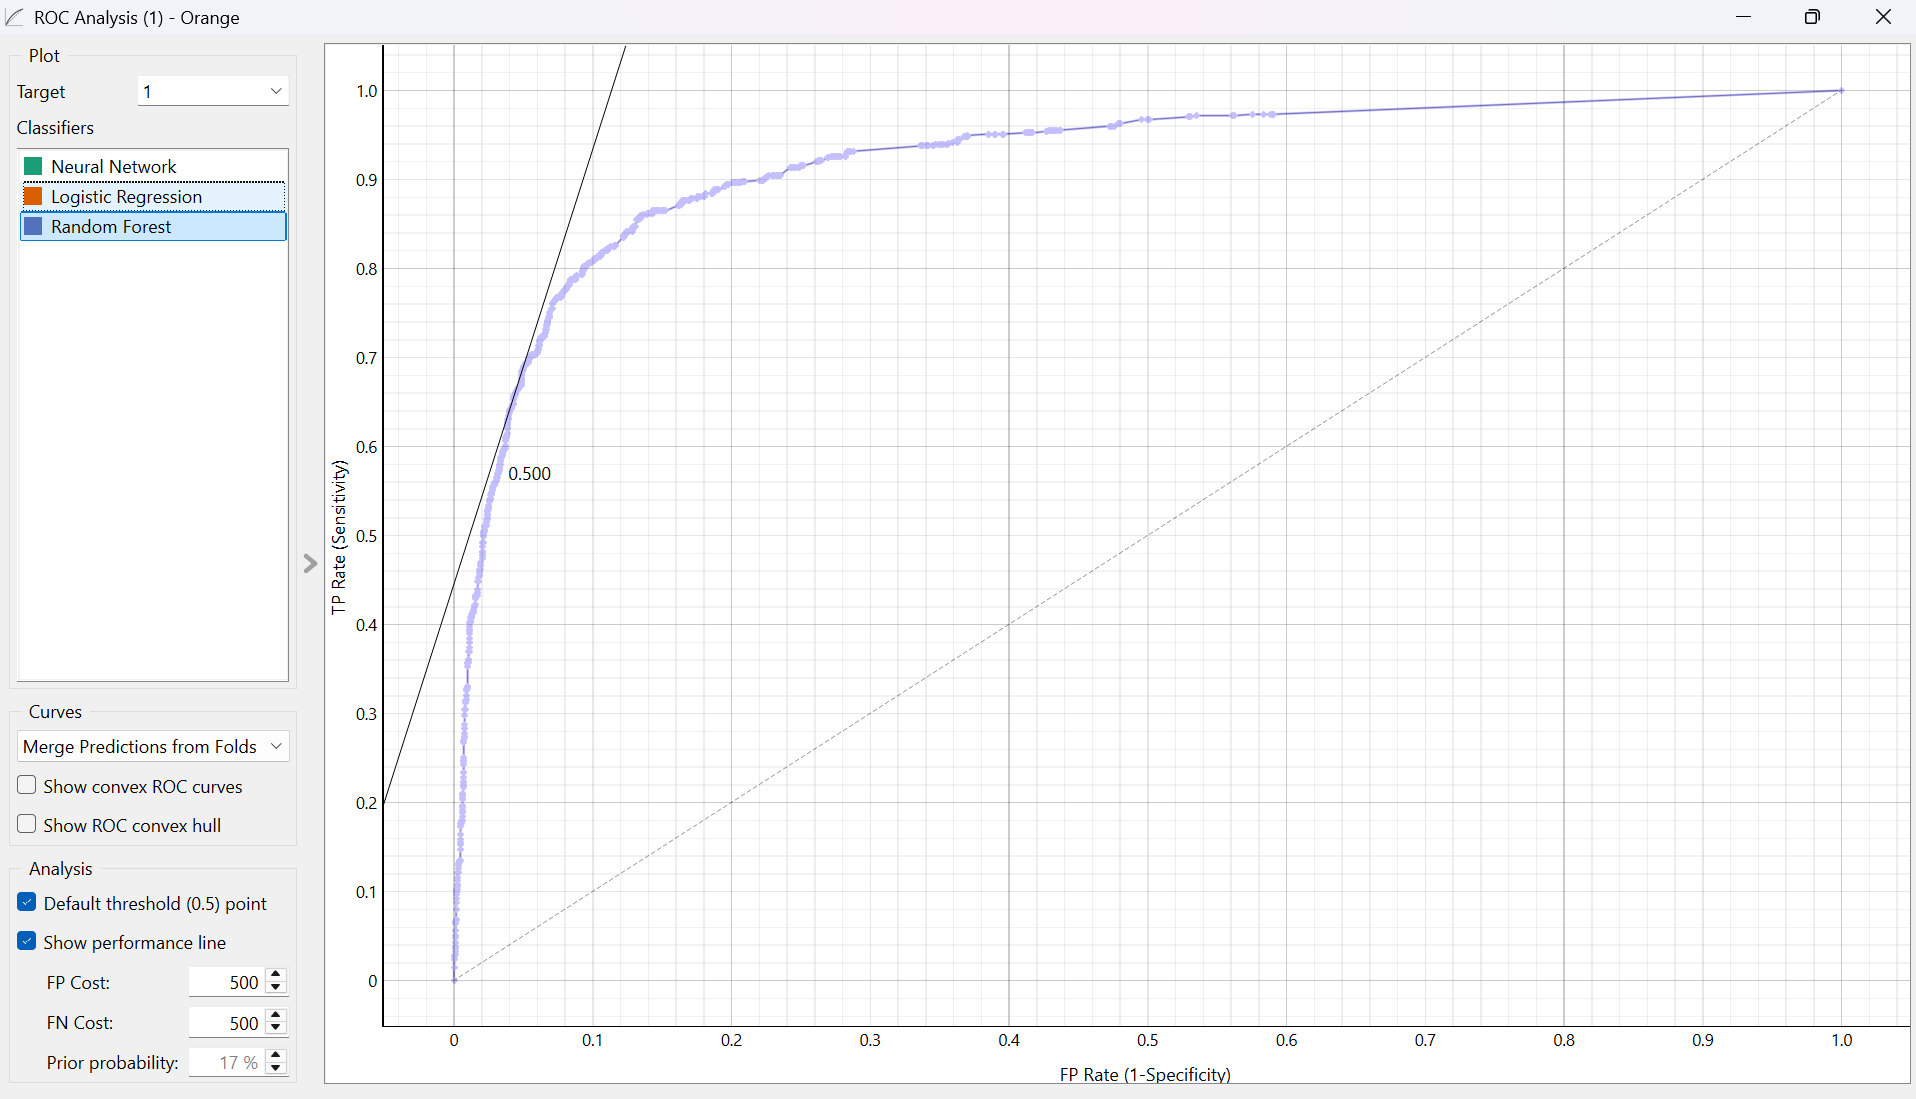 ROC Analysis (1) - Orange
Plot
Target
1
Classifiers
Neural Network
Logistic Regression
Random Forest
Curves
Merge Predictions from Folds
Show convex ROC curves
Show ROC convex hull
Analysis
Default threshold (0.5) point
Show performance line
FP Cost:
500
FN Cost:
500
Prior probability:
17 %
TP Rate (Sensitivity)
1.0
0.9
0.8
0.7
0.6
0.5
0.4
0.3
0.2
0.1
0
0.500
0
0.1
0.2
0.3
0.4
0.5
0.6
0.7
0.8
0.9
1.0
FP Rate (1-Specificity)